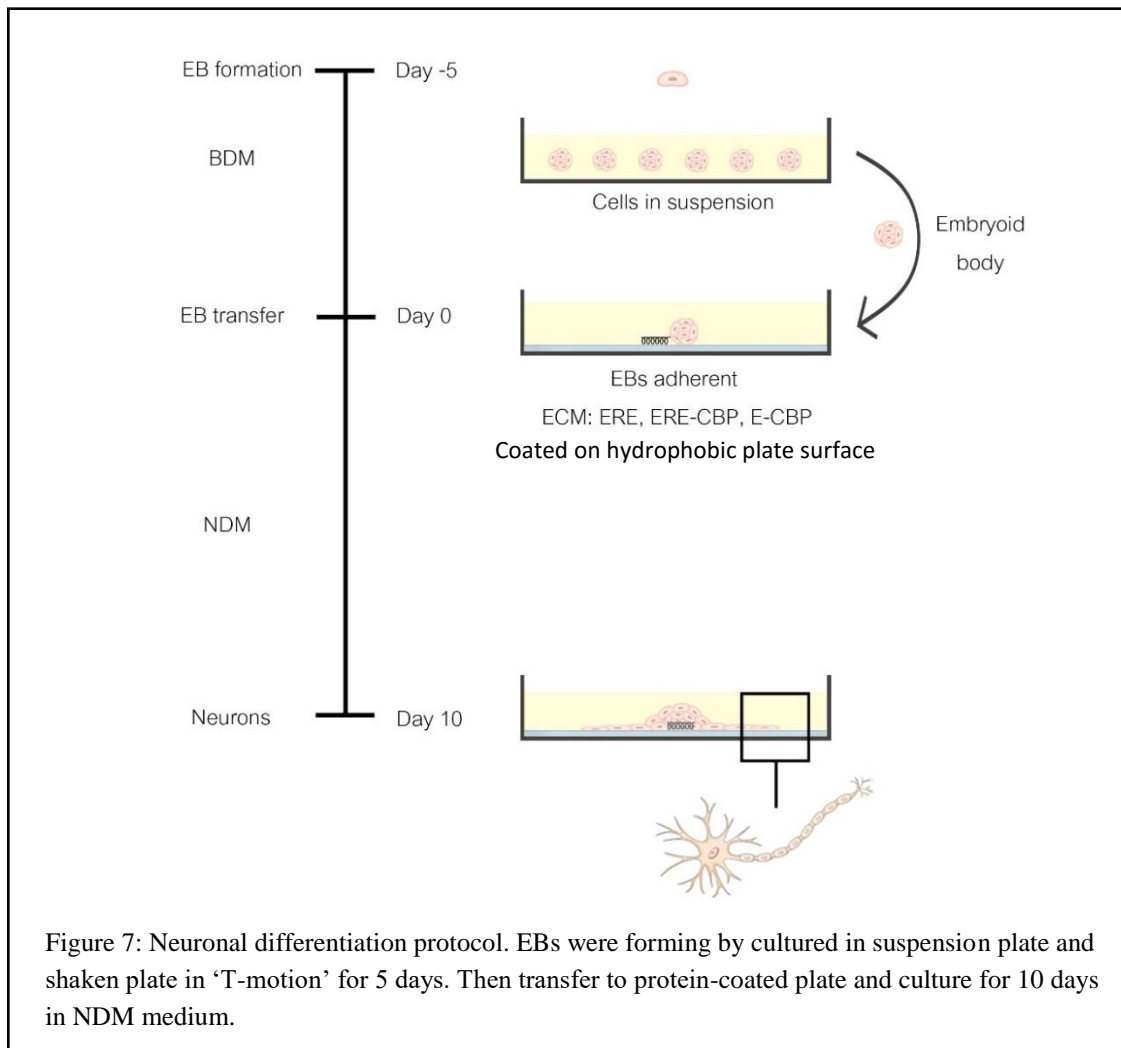 EB formation
Day -5
BDM
Cells in suspension
Embryoid
body
EB transfer
Day 0
EBs adherent
ECM: ERE, ERE-CBP, E-CBP
Coated on hydrophobic plate surface
NDM
Neurons
Day 10
Figure 7: Neuronal differentiation protocol. EBs were forming by cultured in suspension plate and
shaken plate in ‘T-motion’ for 5 days. Then transfer to protein-coated plate and culture for 10 days
in NDM medium.